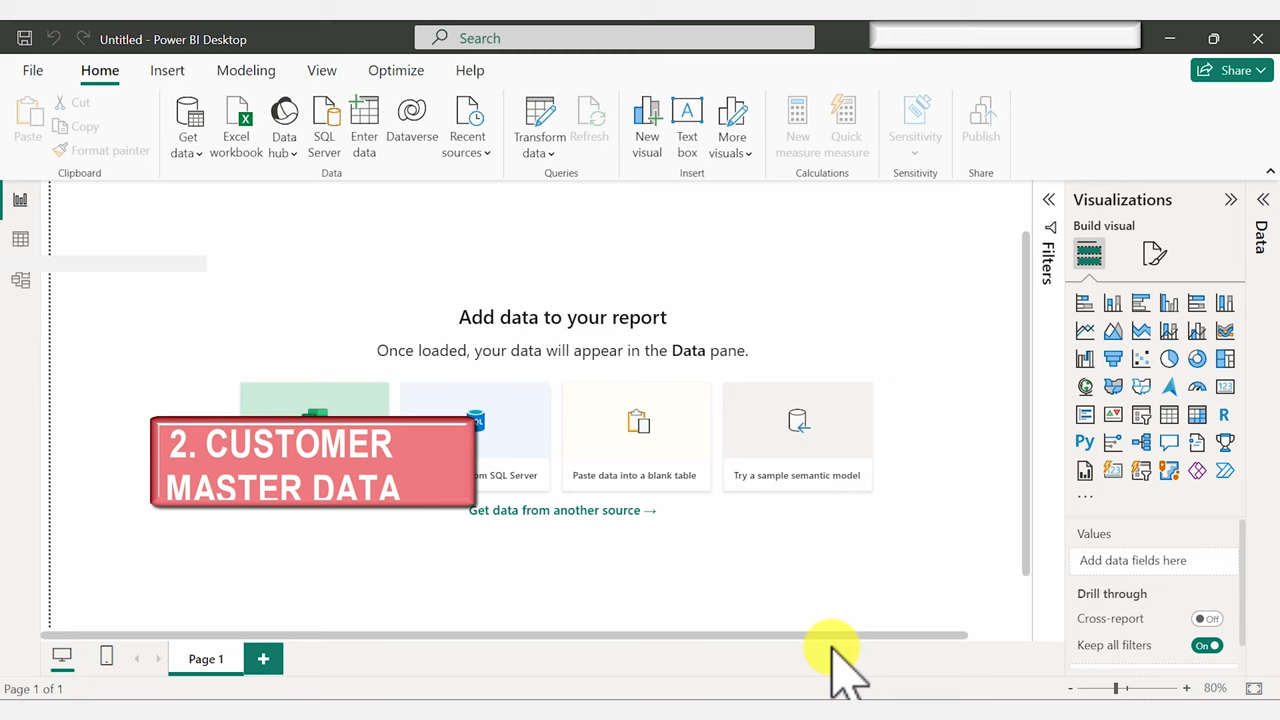 Untitled - Power BI Desktop
Search
File
Home
Insert
Modeling
View
Optimize
Help
Share
Paste
Cut
Copy
Format painter
Clipboard
Get data
Excel workbook
Data hub
SQL Server
Enter data
Dataverse
Recent sources
Data
Transform data
Refresh
Queries
New visual
Text box
More visuals
Insert
New measure
Quick measure
Calculations
Sensitivity
Sensitivity
Publish
Share
Filters
Visualizations
Build visual
Data
Add data to your report
Once loaded, your data will appear in the Data pane.
2. CUSTOMER
MASTER DATA
SQL Server
Paste data into a blank table
Try a sample semantic model
Get data from another source →
R
Py
123
...
Values
Add data fields here
Drill through
Cross-report
Off
Keep all filters
On
Page 1
Page 1 of 1
- + 80%